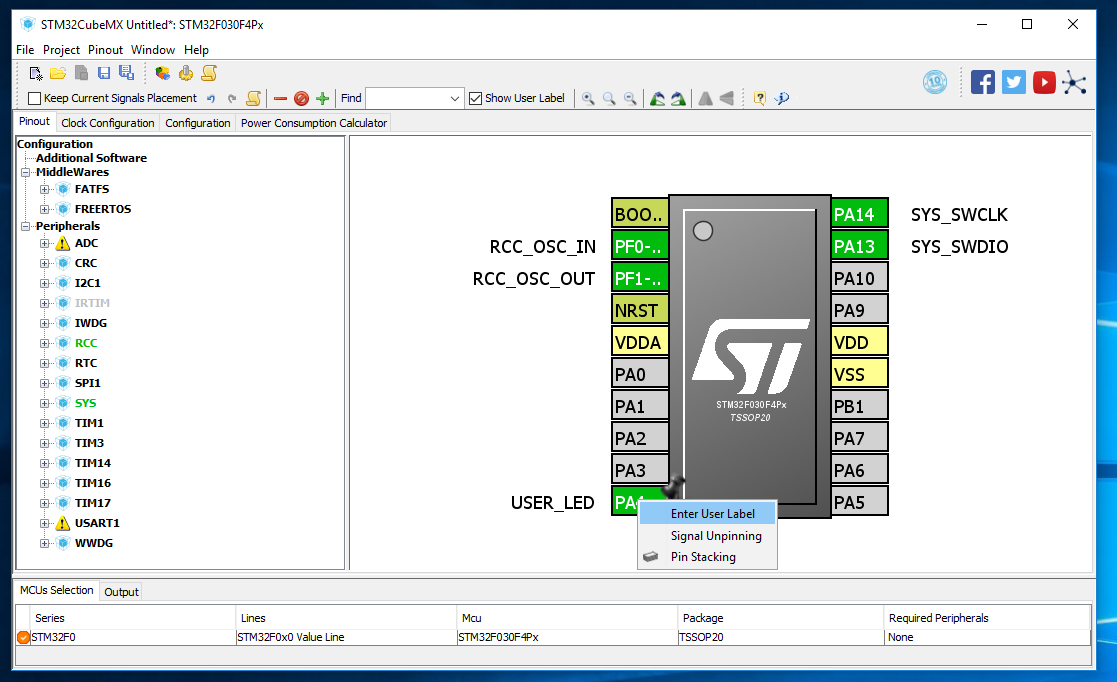 STM32CubeMX Untitled*: STM32F030F4Px
File Project Pinout Window Help
19
Keep Current Signals Placement Find Show User Label
Pinout Clock Configuration Configuration Power Consumption Calculator
Configuration
Additional Software
MiddleWares
FATFS
FREERTOS
Peripherals
ADC
CRC
I2C1
IRTIM
IWDG
RCC
RTC
SPI1
SYS
TIM1
TIM3
TIM14
TIM16
TIM17
USART1
WWDG
BOO.. PA14 SYS_SWCLK
RCC_OSC_IN PF0-.. PA13 SYS_SWDIO
RCC_OSC_OUT PF1-.. PA10
NRST PA9
VDDA VDD
PA0 VSS
PA1 PB1
PA2 PA7
PA3 PA6
USER_LED PA4 PA5
ST
STM32F030F4Px
TSSOP20
Enter User Label
Signal Unpinning
Pin Stacking
MCUs Selection Output
Series Lines Mcu Package Required Peripherals
STM32F0 STM32F0x0 Value Line STM32F030F4Px TSSOP20 None